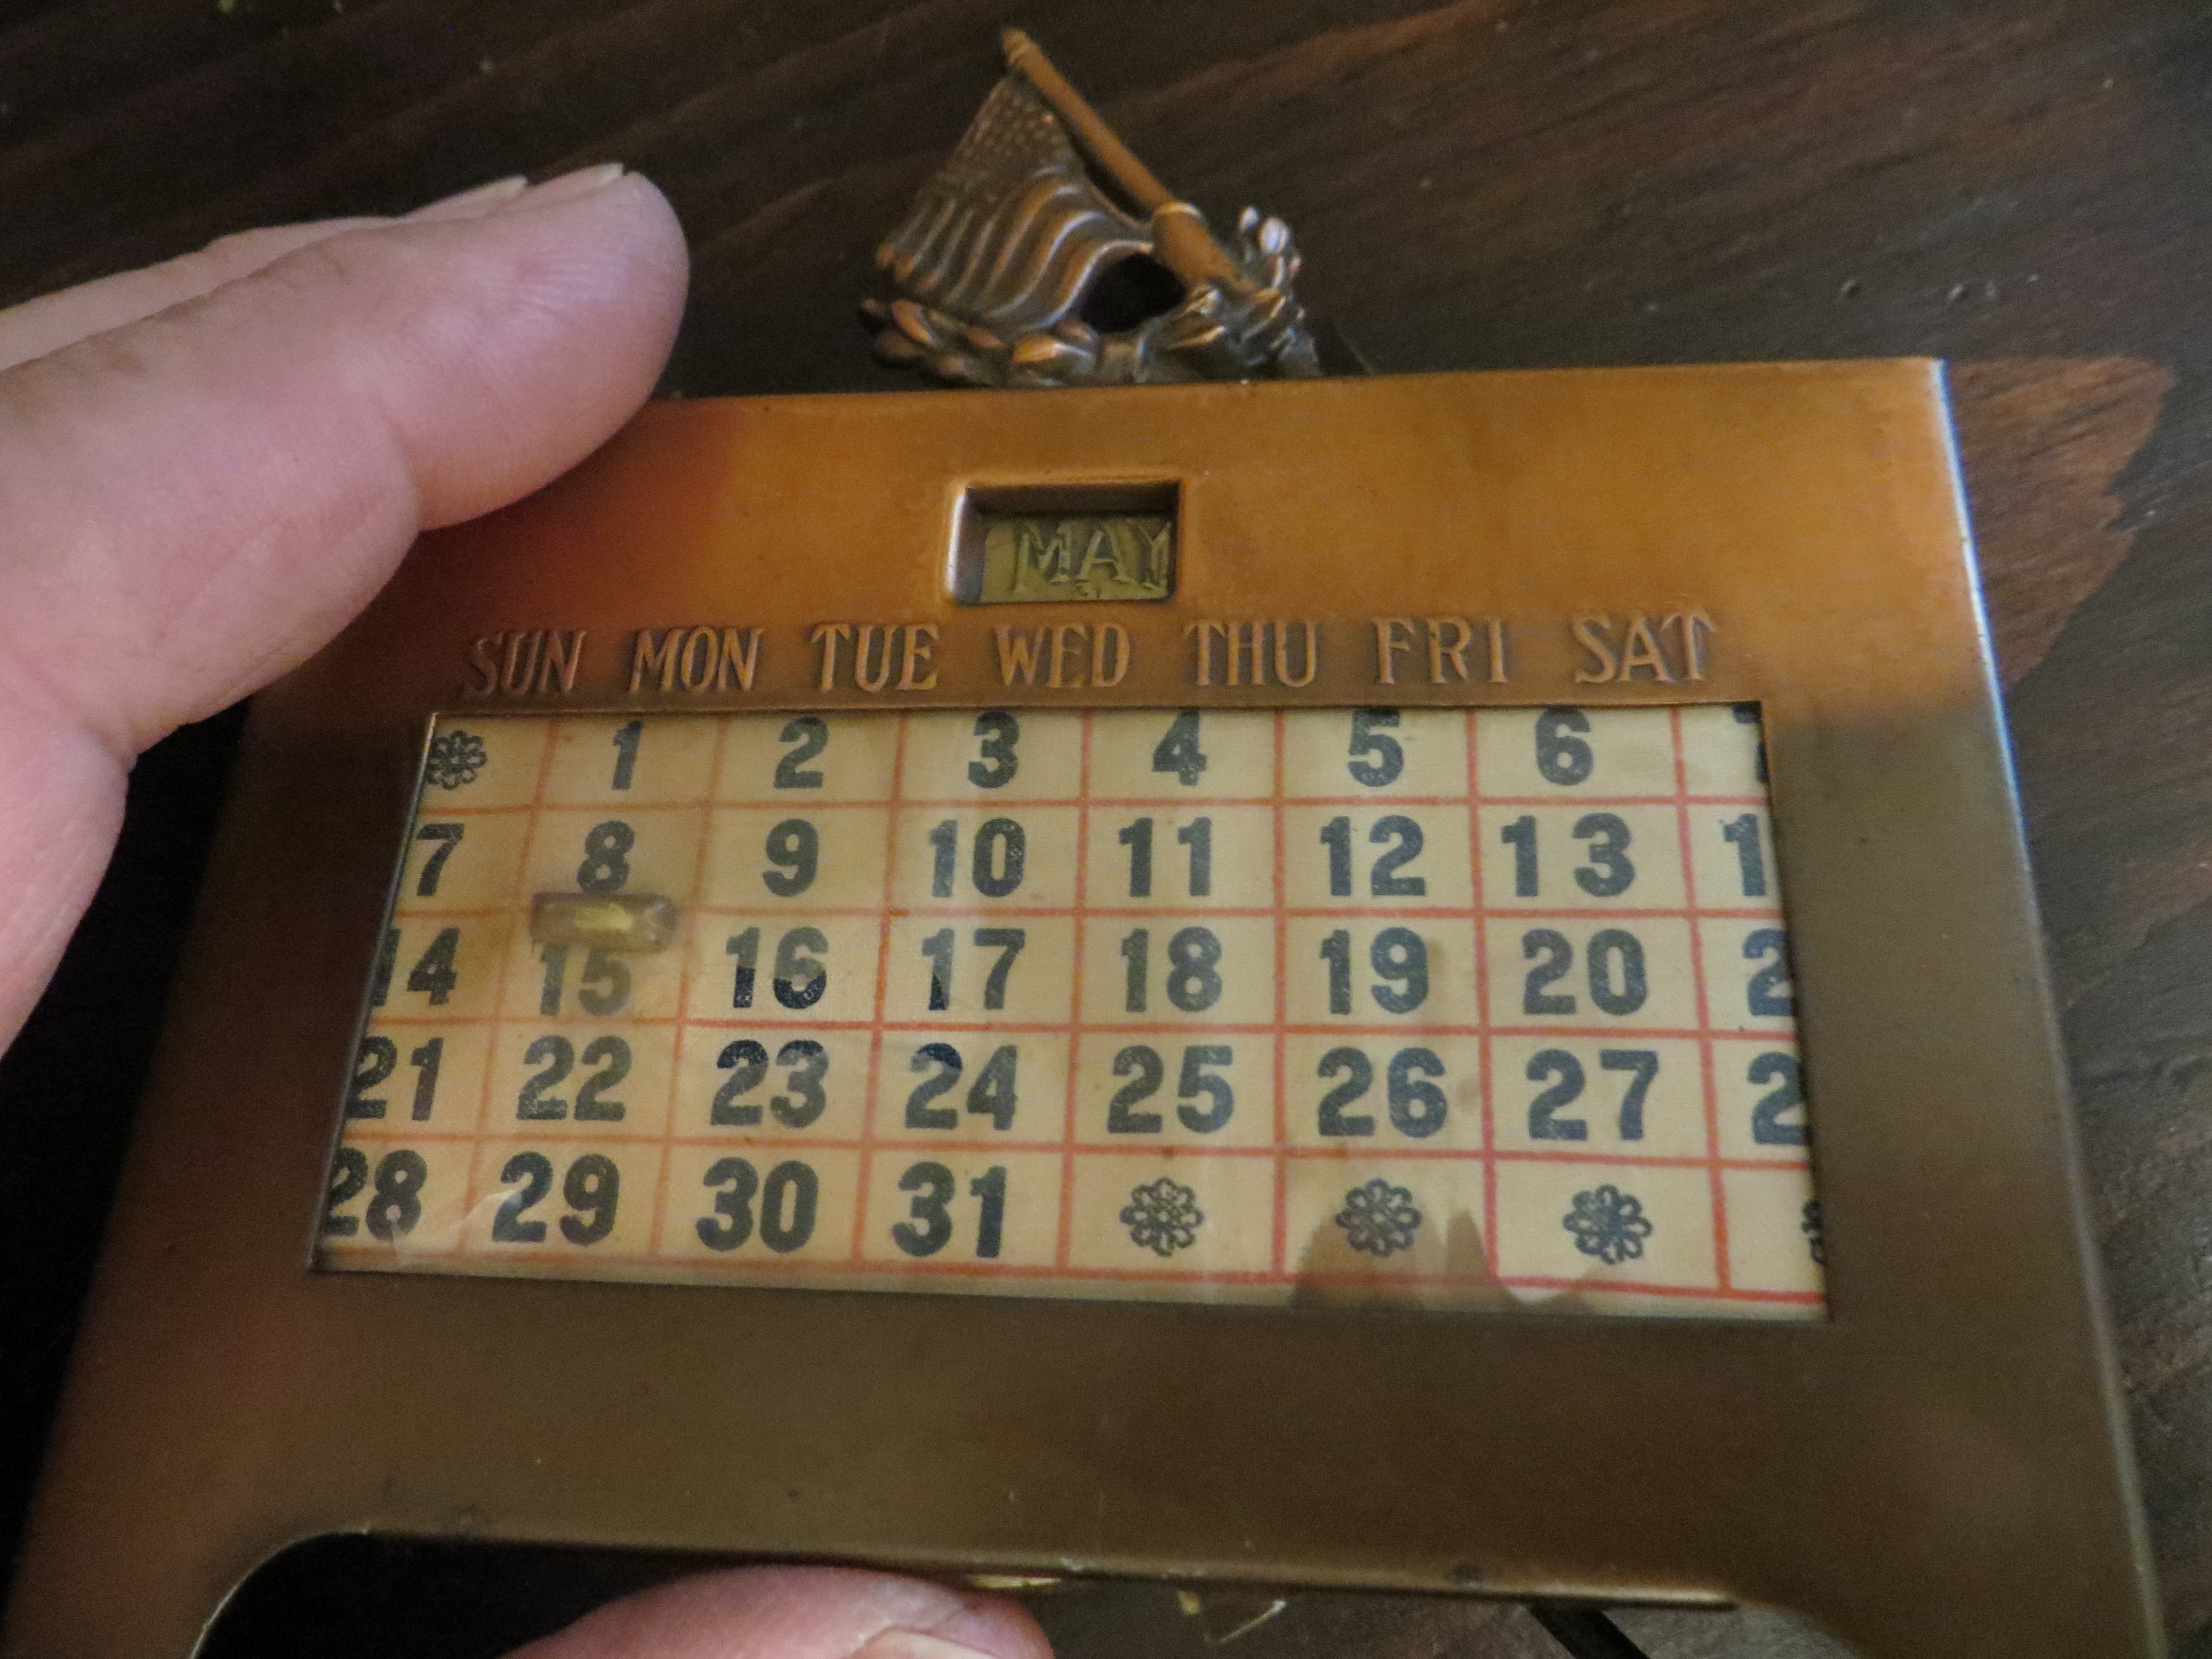 MAY
SUN MON TUE WED THU FRI SAT
1 2 3 4 5 6
7 8 9 10 11 12 13
14 15 16 17 18 19 20
21 22 23 24 25 26 27
28 29 30 31